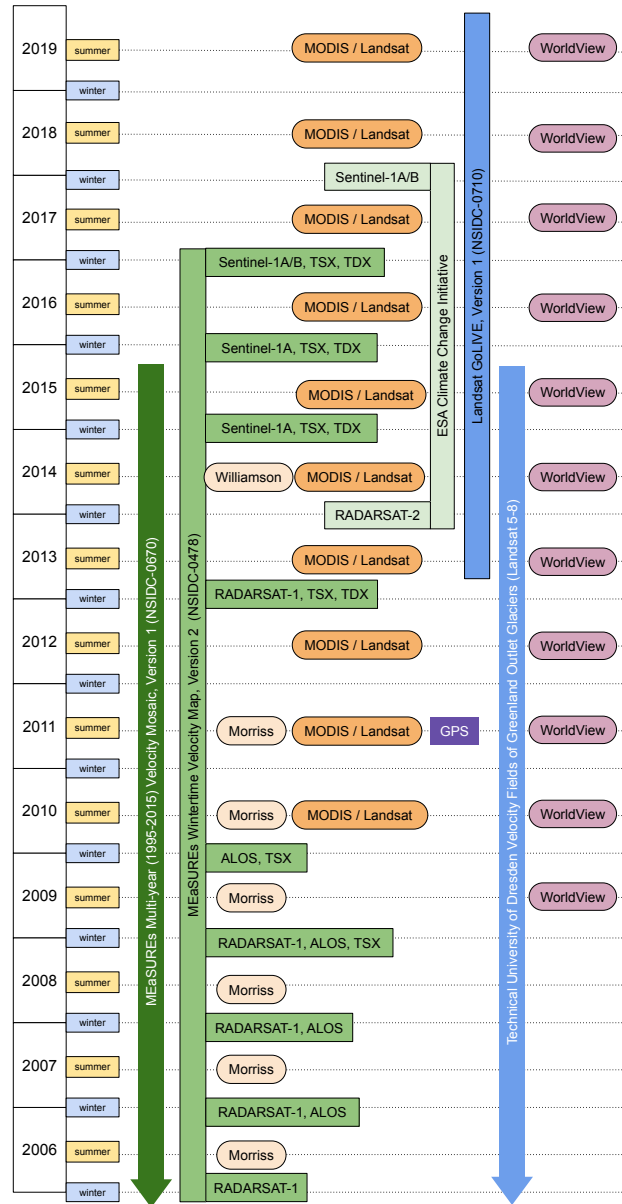 2019
summer
MODIS / Landsat
WorldView
winter
2018
summer
MODIS / Landsat
WorldView
winter
Sentinel-1A/B
2017
summer
MODIS / Landsat
WorldView
winter
Sentinel-1A/B, TSX, TDX
2016
summer
MODIS / Landsat
WorldView
winter
Sentinel-1A, TSX, TDX
2015
summer
MODIS / Landsat
WorldView
winter
Sentinel-1A, TSX, TDX
2014
summer
Williamson
MODIS / Landsat
WorldView
winter
RADARSAT-2
2013
summer
MODIS / Landsat
WorldView
winter
RADARSAT-1, TSX, TDX
2012
summer
MODIS / Landsat
WorldView
winter
2011
summer
Morriss
MODIS / Landsat
GPS
WorldView
winter
2010
summer
Morriss
MODIS / Landsat
WorldView
winter
ALOS, TSX
2009
summer
Morriss
WorldView
winter
RADARSAT-1, ALOS, TSX
2008
summer
Morriss
winter
RADARSAT-1, ALOS
2007
summer
Morriss
winter
RADARSAT-1, ALOS
2006
summer
Morriss
winter
RADARSAT-1
MEaSUREs Multi-year (1995-2015) Velocity Mosaic, Version 1 (NSIDC-0670)
MEaSUREs Wintertime Velocity Map, Version 2 (NSIDC-0478)
ESA Climate Change Initiative
Landsat GoLIVE, Version 1 (NSIDC-0710)
Technical University of Dresden Velocity Fields of Greenland Outlet Glaciers (Landsat 5-8)